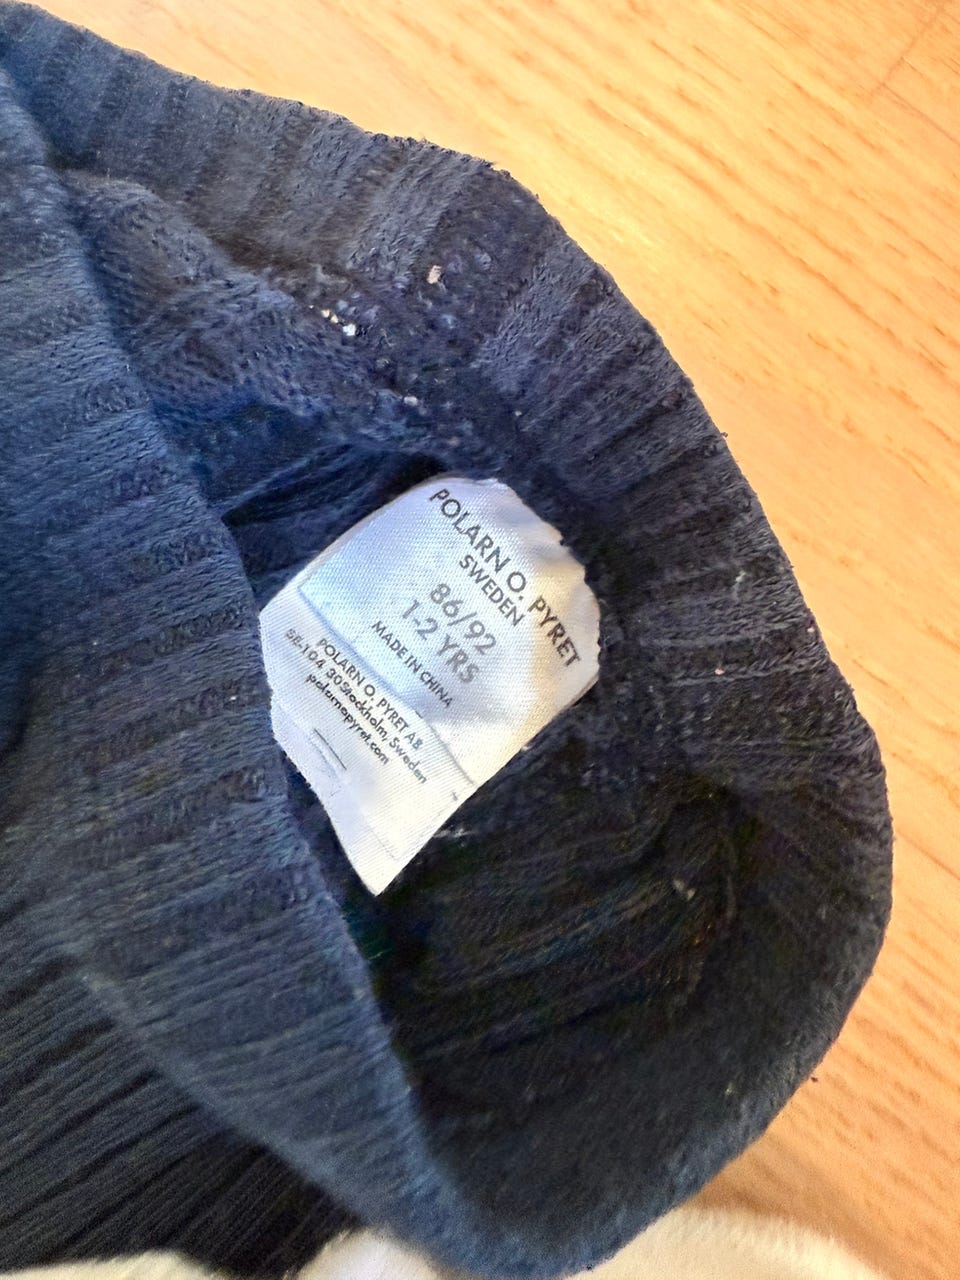 POLARN O. PYRET
SWEDEN
86/92
1-2 YRS
MADE IN CHINA
POLARN O. PYRET AB
SE-104 30 Stockholm, Sweden
polarnopyret.com